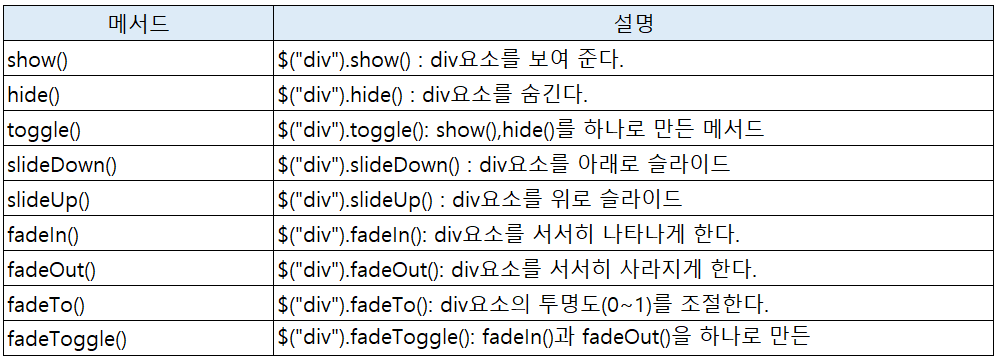 메서드 설명
show() $("div").show() : div요소를 보여 준다.
hide() $("div").hide() : div요소를 숨긴다.
toggle() $("div").toggle(): show(),hide()를 하나로 만든 메서드
slideDown() $("div").slideDown() : div요소를 아래로 슬라이드
slideUp() $("div").slideUp() : div요소를 위로 슬라이드
fadeIn() $("div").fadeIn(): div요소를 서서히 나타나게 한다.
fadeOut() $("div").fadeOut(): div요소를 서서히 사라지게 한다.
fadeTo() $("div").fadeTo(): div요소의 투명도(0~1)를 조절한다.
fadeToggle() $("div").fadeToggle(): fadeIn()과 fadeOut()을 하나로 만든